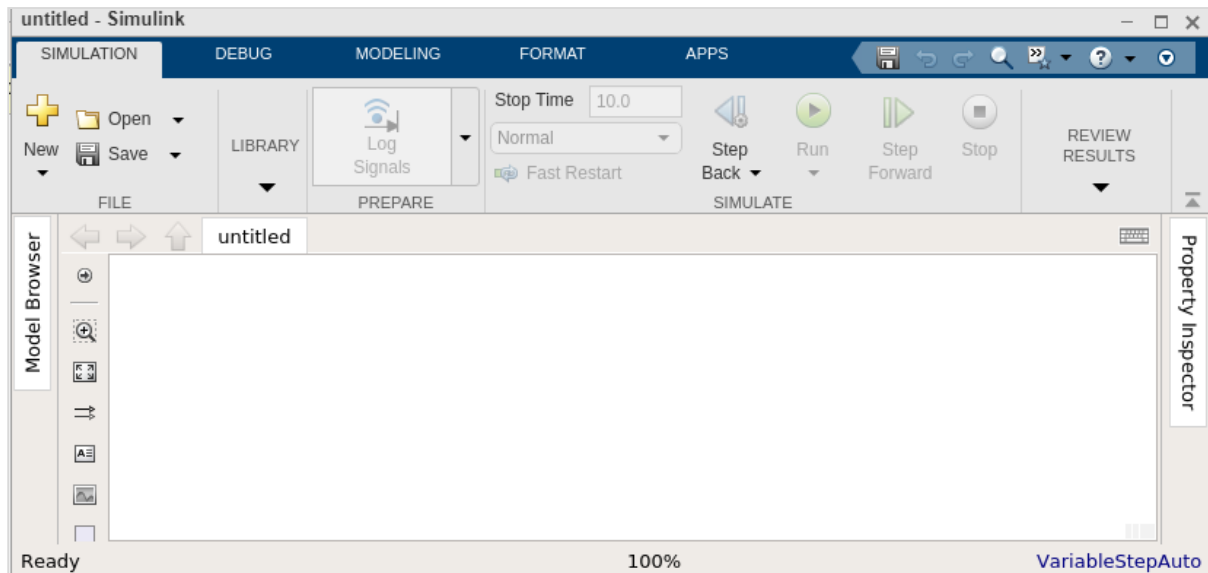 untitled - Simulink
SIMULATION DEBUG MODELING FORMAT APPS
New
Open
Save
FILE
LIBRARY
Log
Signals
PREPARE
Stop Time 10.0
Normal
Fast Restart
Step
Back
Run
Step
Forward
Stop
SIMULATE
REVIEW
RESULTS
Model Browser
untitled
Property Inspector
Ready 100% VariableStepAuto